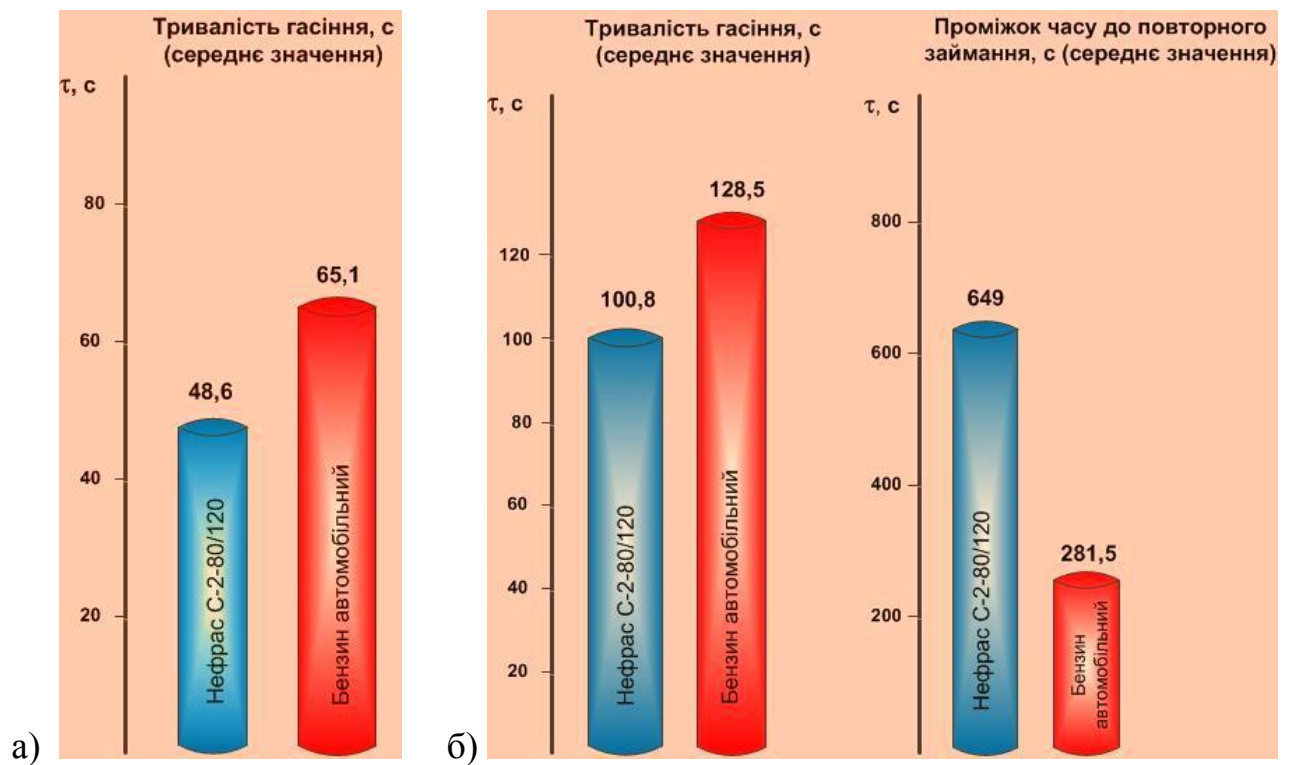 Тривалість гасіння, с
(середнє значення)
τ, с
80
60
40
20
48,6
65,1
Нефрас С-2-80/120
Бензин автомобільний
а)
Тривалість гасіння, с
(середнє значення)
τ, с
120
100
80
60
40
20
100,8
128,5
Нефрас С-2-80/120
Бензин автомобільний
Проміжок часу до повторного
займання, с (середнє значення)
τ, с
800
600
400
200
649
281,5
Нефрас С-2-80/120
Бензин
автомобільний
б)